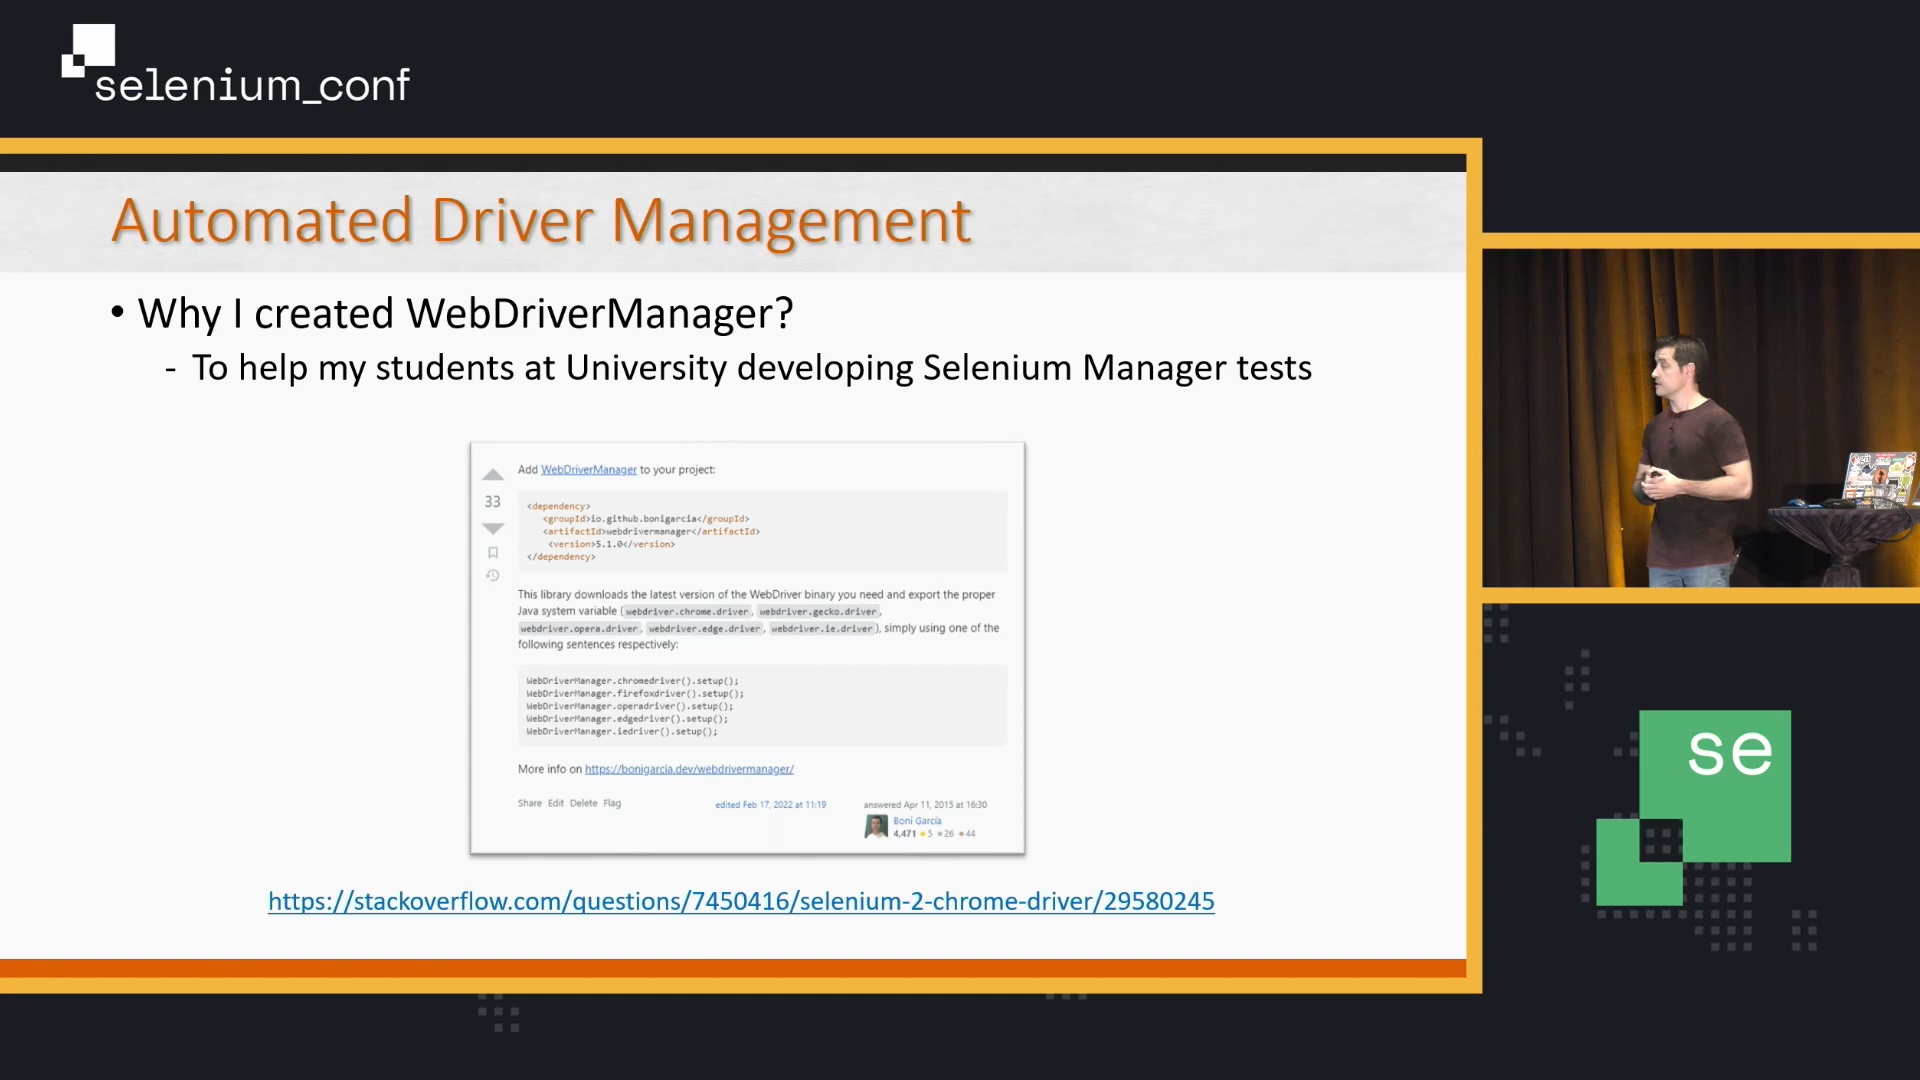 selenium_conf
Automated Driver Management
• Why I created WebDriverManager?
- To help my students at University developing Selenium Manager tests
Add WebDriverManager to your project:
33
<dependency>
<groupId>io.github.bonigarcia</groupId>
<artifactId>webdrivermanager</artifactId>
<version>5.1.0</version>
</dependency>
This library downloads the latest version of the WebDriver binary you need and export the proper
Java system variable (webdriver.chrome.driver, webdriver.gecko.driver,
webdriver.opera.driver, webdriver.edge.driver, webdriver.ie.driver), simply using one of the
following sentences respectively:
WebDriverManager.chromedriver().setup();
WebDriverManager.firefoxdriver().setup();
WebDriverManager.operadriver().setup();
WebDriverManager.edgedriver().setup();
WebDriverManager.iedriver().setup();
More info on https://bonigarcia.dev/webdrivermanager/
Share Edit Delete Flag
edited Feb 17, 2022 at 11:19
answered Apr 11, 2015 at 16:30
Boni García
4,471 •5 •26 •44
https://stackoverflow.com/questions/7450416/selenium-2-chrome-driver/29580245
se